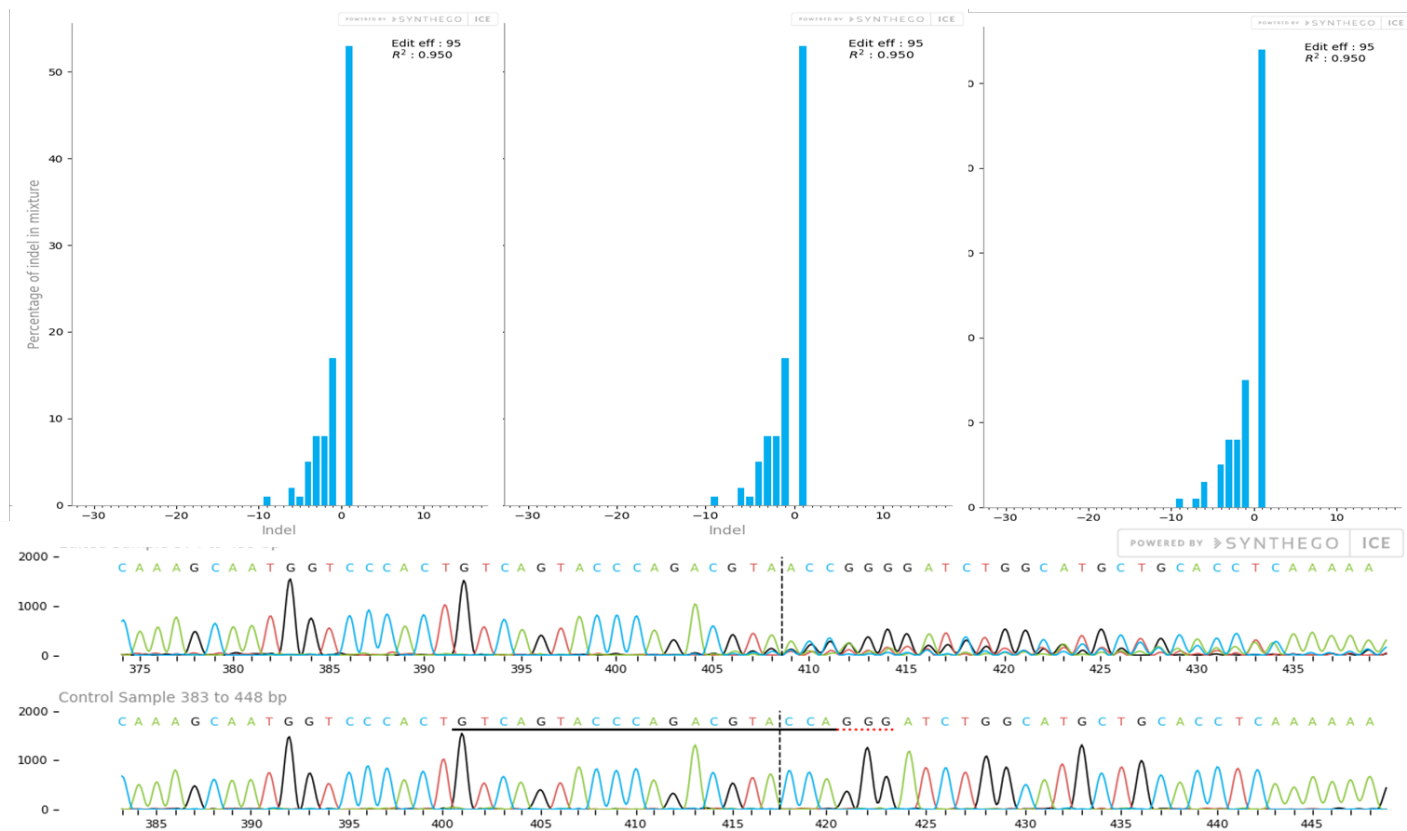 POWERED BY SYNTHEGO ICE
Edit eff : 95
R² : 0.950
Percentage of indel in mixture
50
40
30
20
10
0
−30 −20 −10 0 10
Indel
POWERED BY SYNTHEGO ICE
Edit eff : 95
R² : 0.950
−30 −20 −10 0 10
Indel
POWERED BY SYNTHEGO ICE
Edit eff : 95
R² : 0.950
0
−30 −20 −10 0 10
POWERED BY SYNTHEGO ICE
2000
C A A A G C A A T G G T C C C A C T G T C A G T A C C C A G A C G T A A C C G G G G A T C T G G C A T G C T G C A C C T C A A A A A
1000
0
375 380 385 390 395 400 405 410 415 420 425 430 435
Control Sample 383 to 448 bp
2000
C A A A G C A A T G G T C C C A C T G T C A G T A C C C A G A C G T A C C A G G G A T C T G G C A T G C T G C A C C T C A A A A A A
1000
0
385 390 395 400 405 410 415 420 425 430 435 440 445